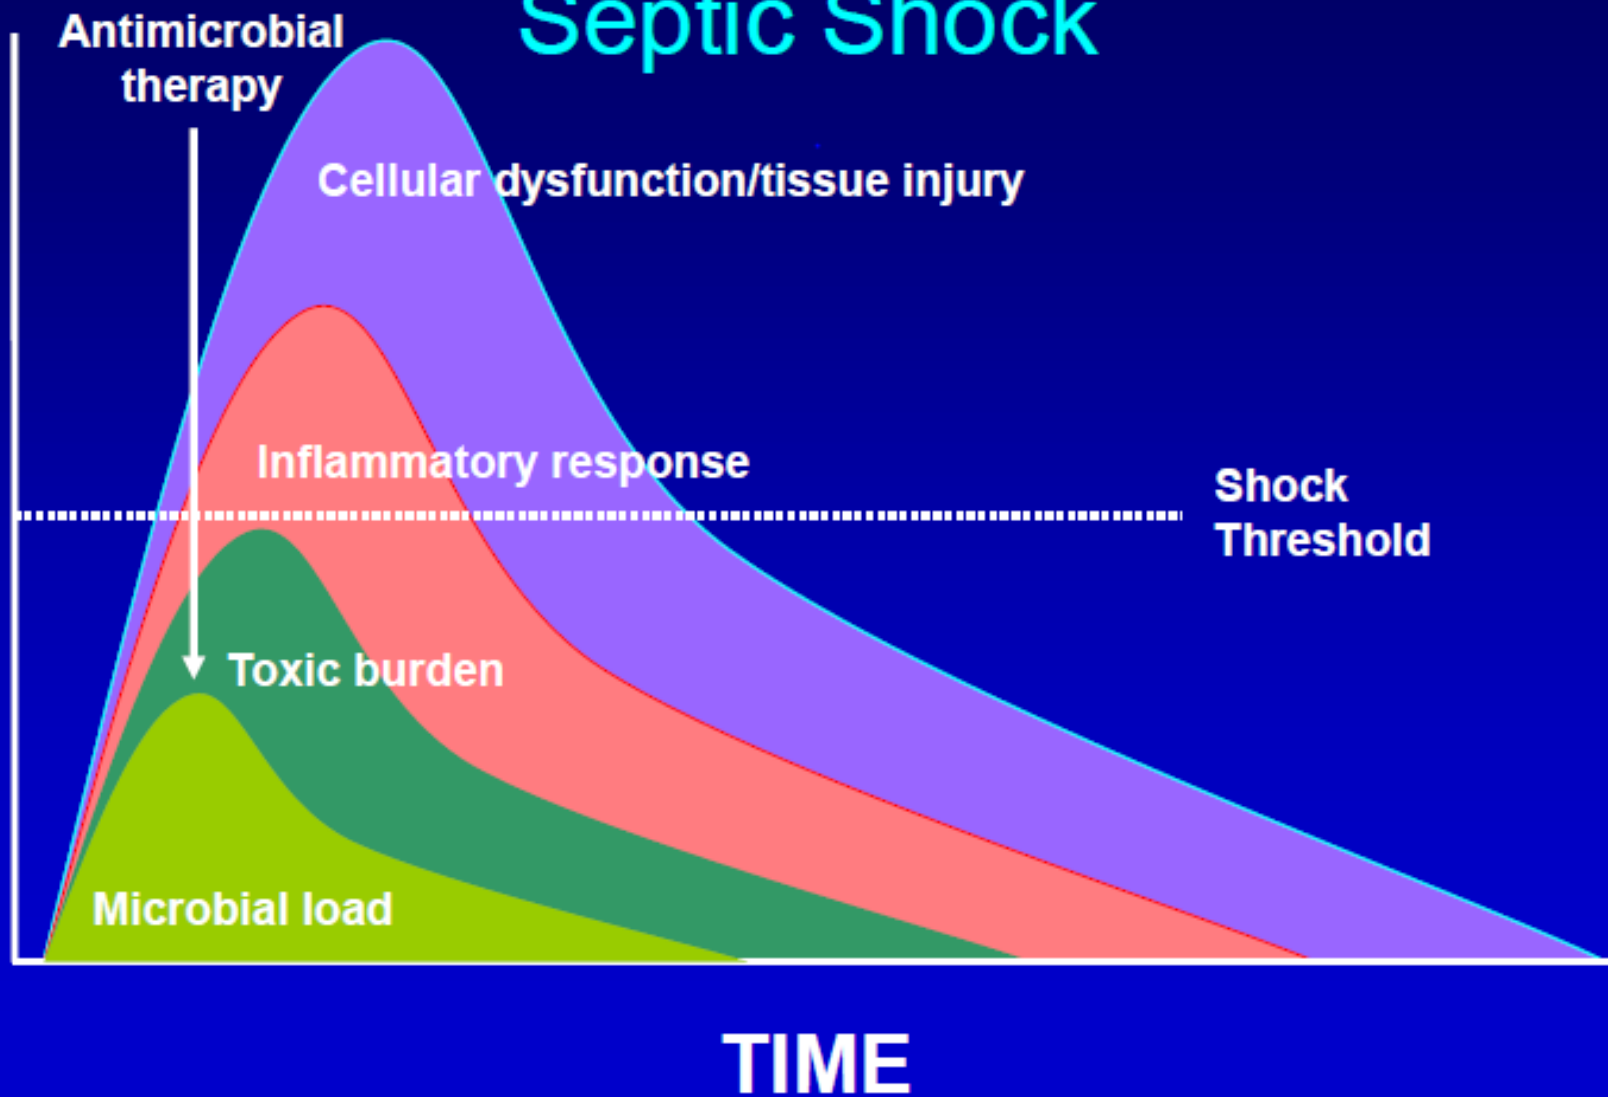 Septic Shock
Antimicrobial
therapy
Cellular dysfunction/tissue injury
Inflammatory response
Shock
Threshold
Toxic burden
Microbial load
TIME